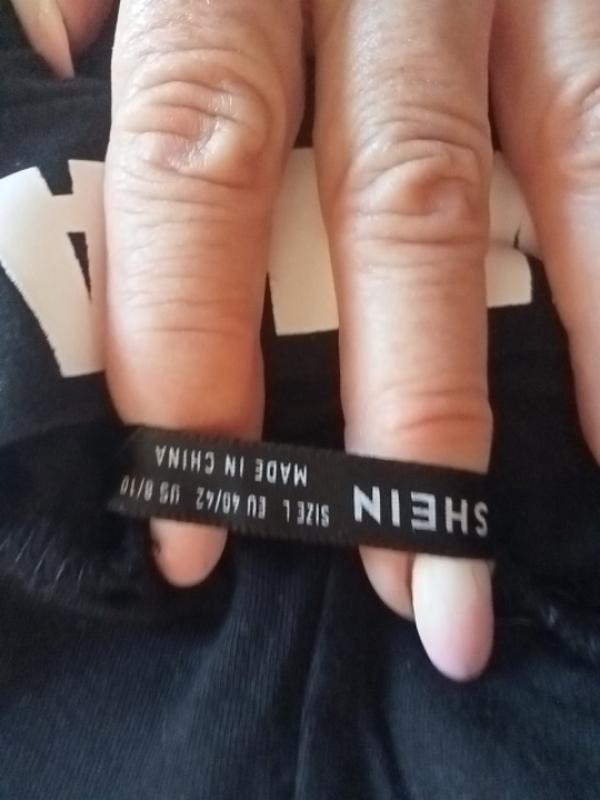 SHEIN
SIZE L EU 40/42 US 8/10
MADE IN CHINA